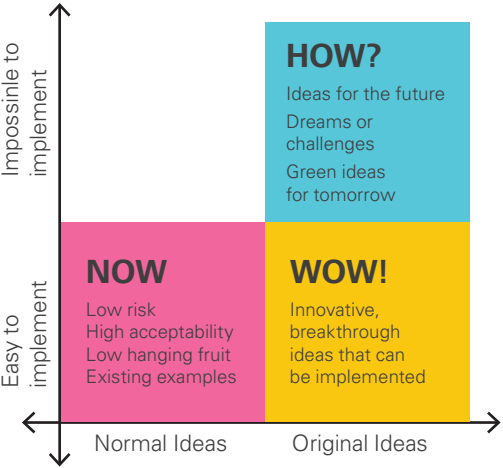 Impossinle to
implement
HOW?
Ideas for the future
Dreams or
challenges
Green ideas
for tomorrow
Easy to
implement
NOW
Low risk
High acceptability
Low hanging fruit
Existing examples
WOW!
Innovative,
breakthrough
ideas that can
be implemented
Normal Ideas
Original Ideas